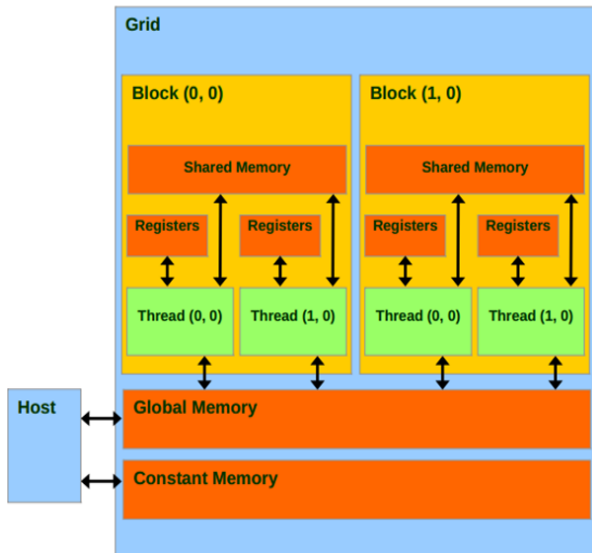 Grid
Block (0, 0)
Block (1, 0)
Shared Memory
Shared Memory
Registers
Registers
Registers
Registers
Thread (0, 0)
Thread (1, 0)
Thread (0, 0)
Thread (1, 0)
Host
Global Memory
Constant Memory